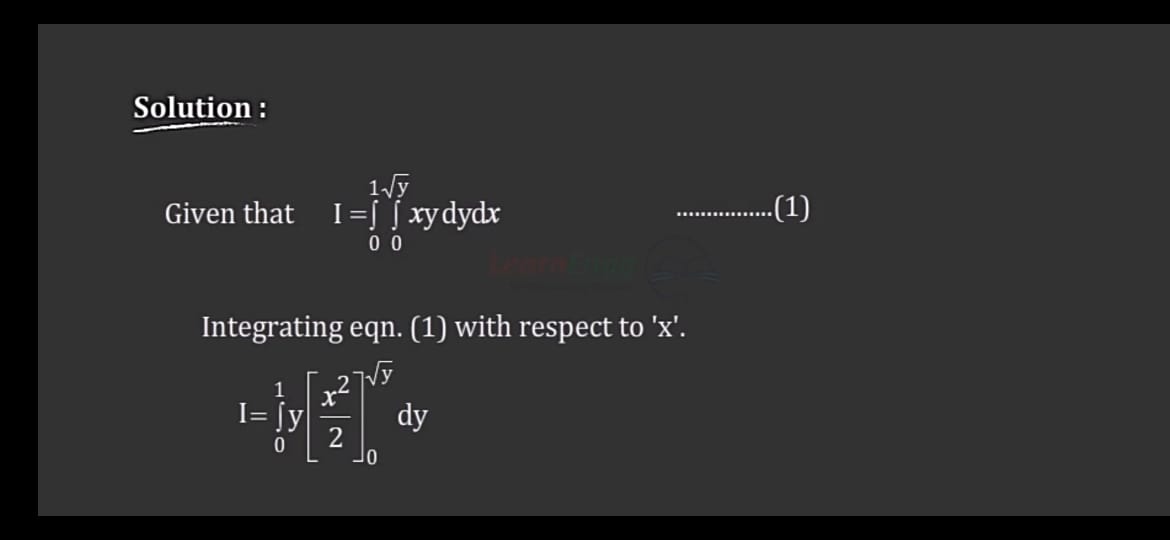 Solution :
Given that I = ∫₀¹ ∫₀^√y xy dydx ................(1)
Integrating eqn. (1) with respect to 'x'.
I = ∫₀¹ y [x²/2]₀^√y dy